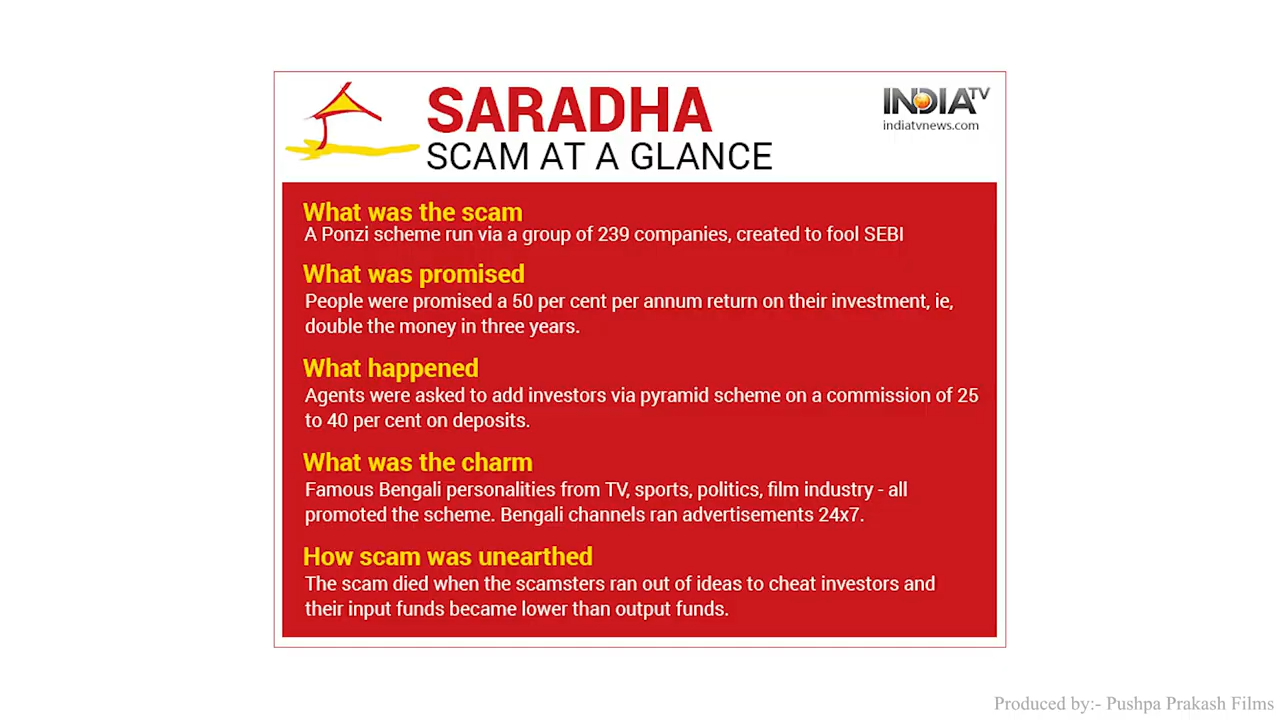 SARADHA
SCAM AT A GLANCE
INDIA TV
indiatvnews.com
What was the scam
A Ponzi scheme run via a group of 239 companies, created to fool SEBI
What was promised
People were promised a 50 per cent per annum return on their investment, ie,
double the money in three years.
What happened
Agents were asked to add investors via pyramid scheme on a commission of 25
to 40 per cent on deposits.
What was the charm
Famous Bengali personalities from TV, sports, politics, film industry - all
promoted the scheme. Bengali channels ran advertisements 24x7.
How scam was unearthed
The scam died when the scamsters ran out of ideas to cheat investors and
their input funds became lower than output funds.
Produced by:- Pushpa Prakash Films